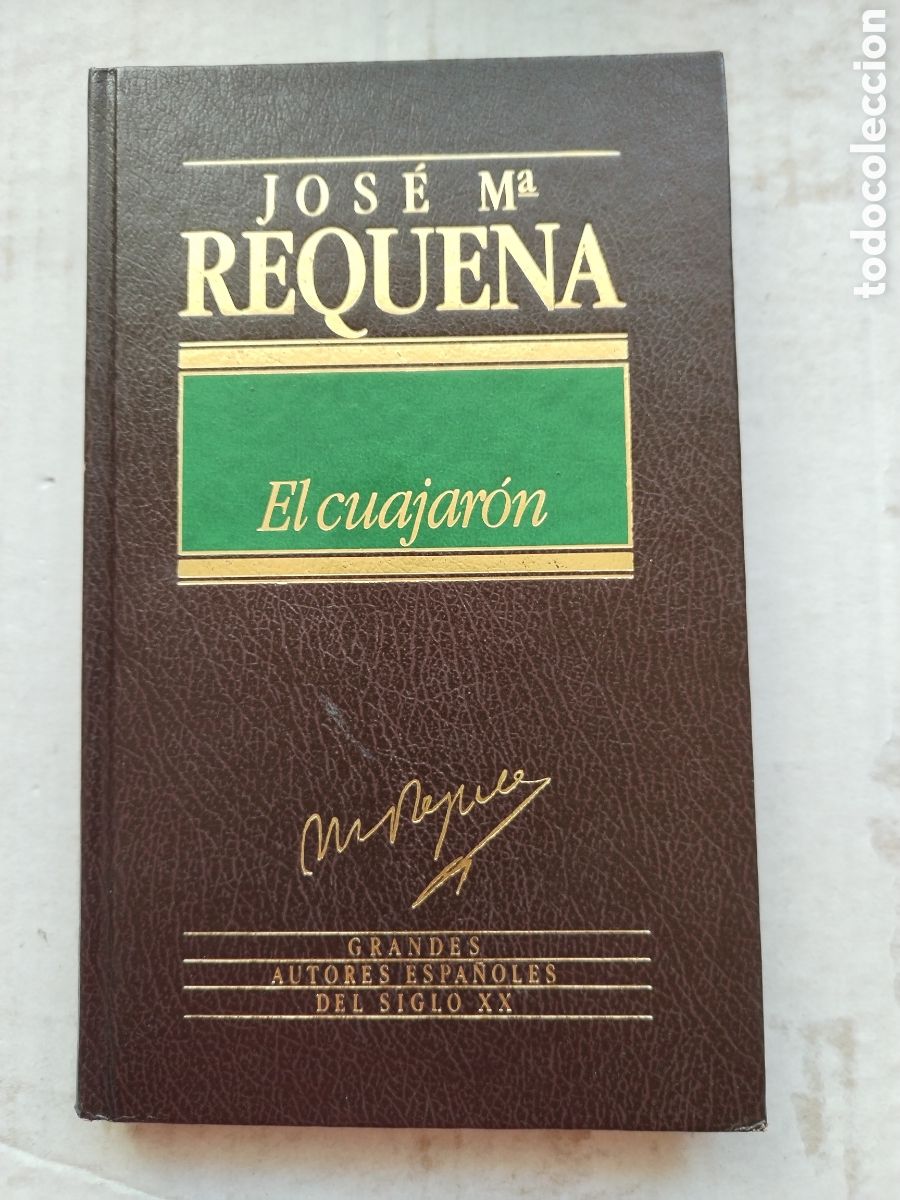 JOSÉ Mª
REQUENA
El cuajarón
GRANDES
AUTORES ESPAÑOLES
DEL SIGLO XX
todocoleccion